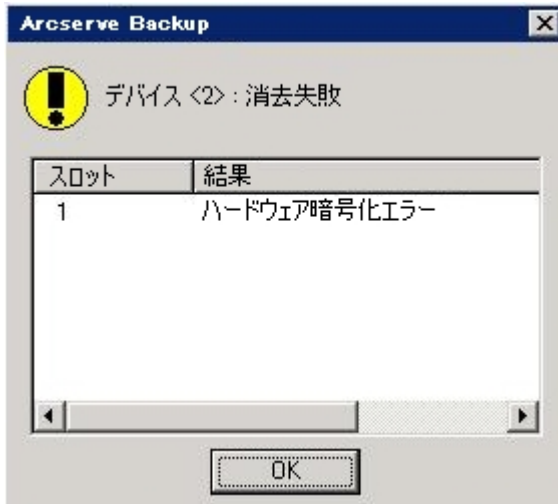 Arcserve Backup
デバイス <2> : 消去失敗
スロット 結果
1 ハードウェア暗号化エラー
OK